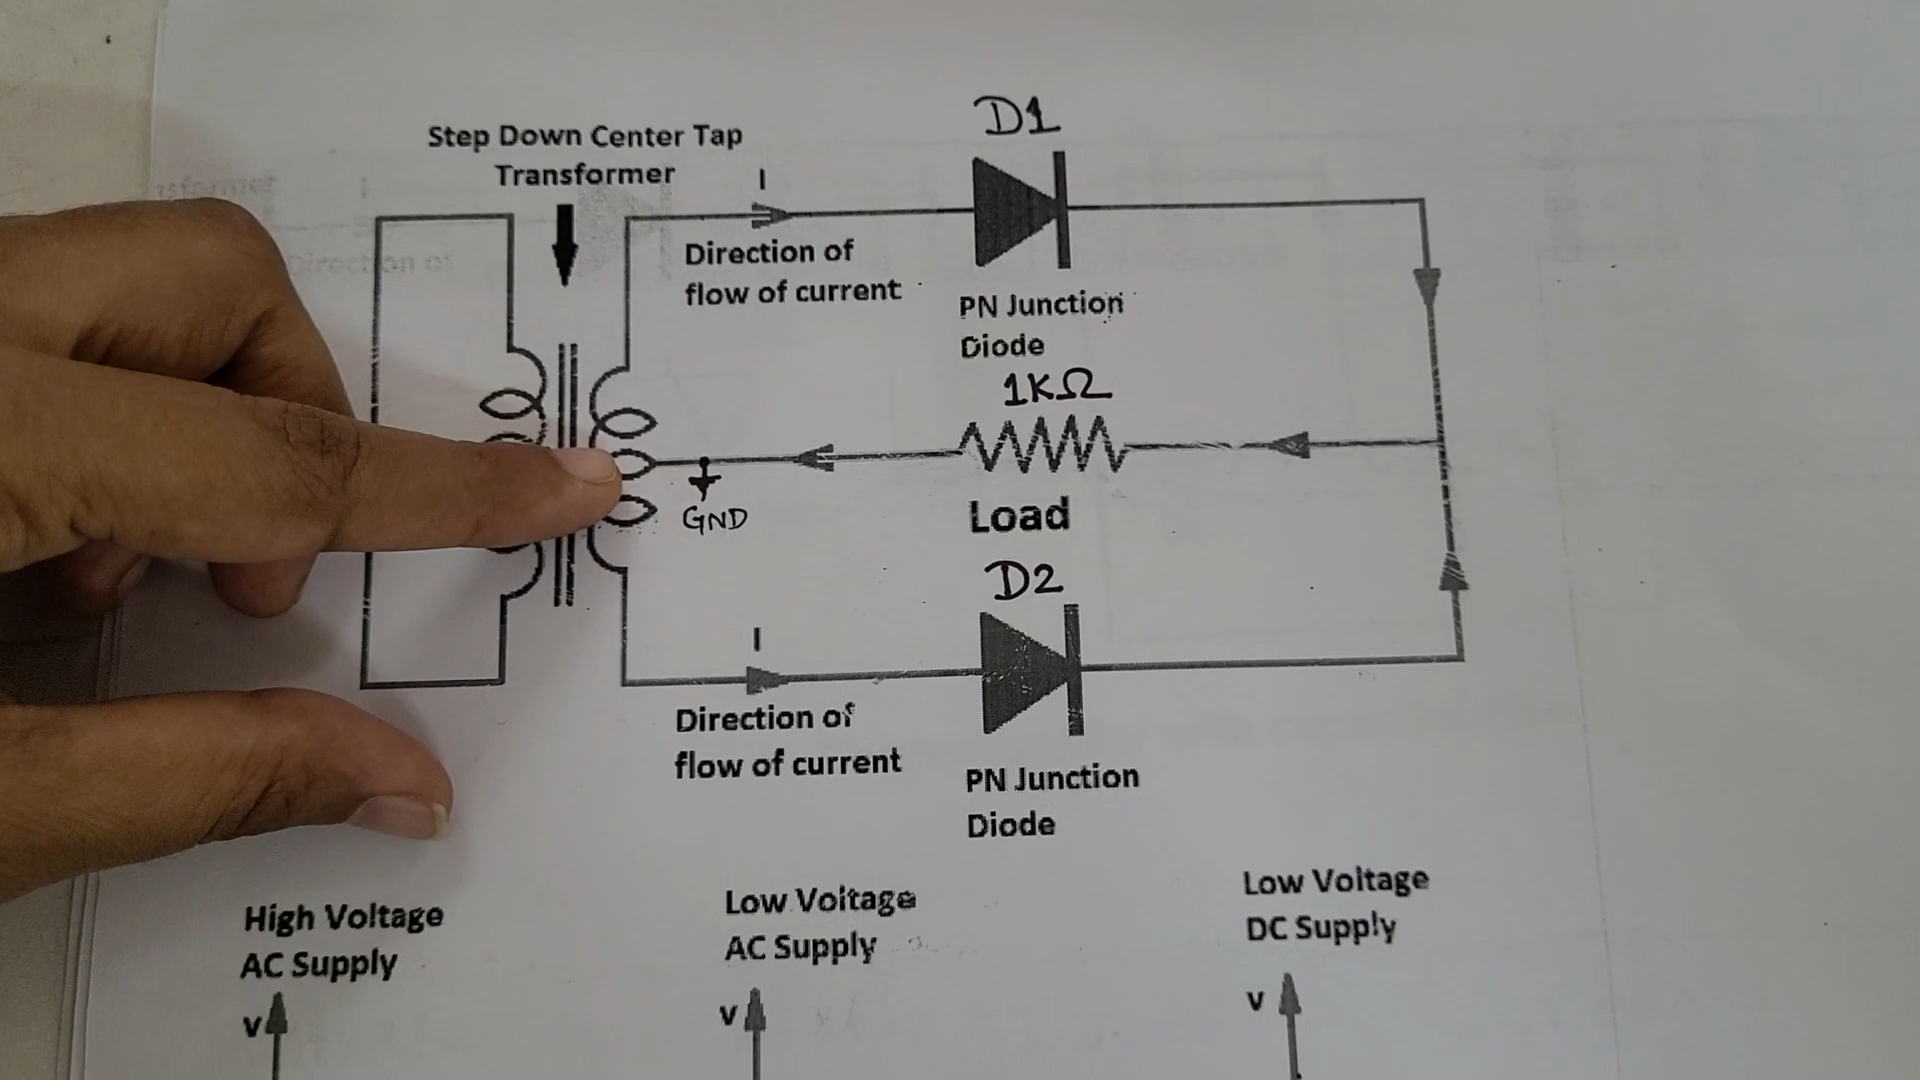 Step Down Center Tap
Transformer
D1
I
Direction of
flow of current
PN Junction
Diode
1KΩ
GND
Load
D2
I
Direction of
flow of current
PN Junction
Diode
High Voltage
AC Supply
V
Low Voltage
AC Supply
V
Low Voltage
DC Supply
V